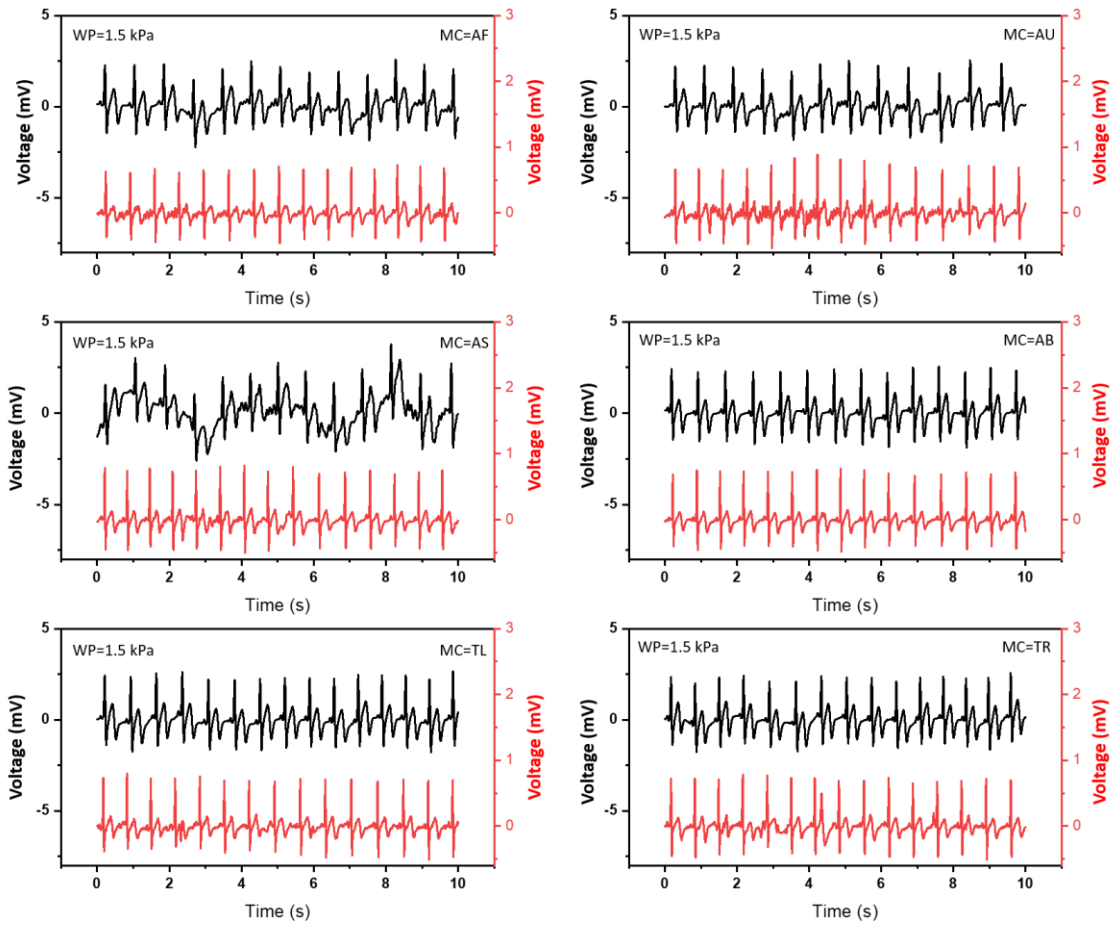 WP=1.5 kPa MC=AF
5
0
-5
Voltage (mV)
3
2
1
0
Voltage (mV)
0 2 4 6 8 10
Time (s)
WP=1.5 kPa MC=AU
5
0
-5
Voltage (mV)
3
2
1
0
Voltage (mV)
0 2 4 6 8 10
Time (s)
WP=1.5 kPa MC=AS
5
0
-5
Voltage (mV)
3
2
1
0
Voltage (mV)
0 2 4 6 8 10
Time (s)
WP=1.5 kPa MC=AB
5
0
-5
Voltage (mV)
3
2
1
0
Voltage (mV)
0 2 4 6 8 10
Time (s)
WP=1.5 kPa MC=TL
5
0
-5
Voltage (mV)
3
2
1
0
Voltage (mV)
0 2 4 6 8 10
Time (s)
WP=1.5 kPa MC=TR
5
0
-5
Voltage (mV)
3
2
1
0
Voltage (mV)
0 2 4 6 8 10
Time (s)